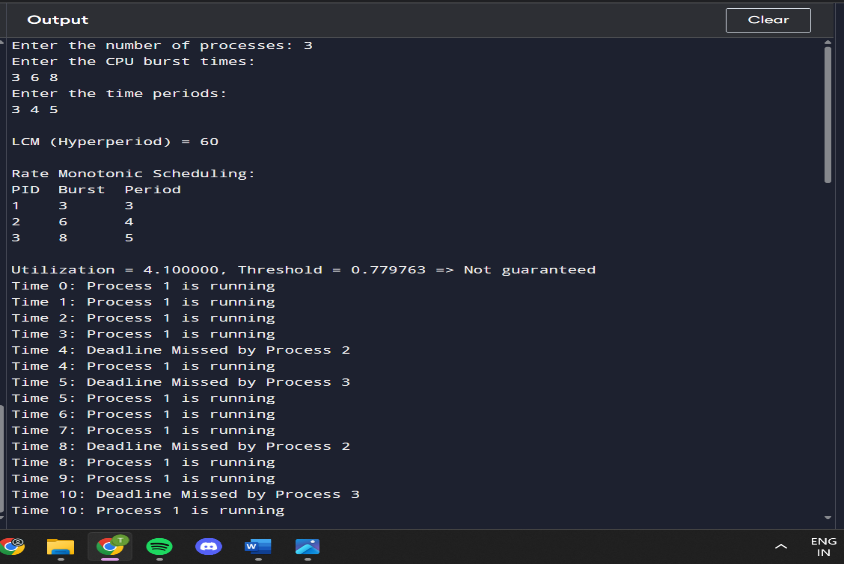 Output
Clear
Enter the number of processes: 3
Enter the CPU burst times:
3 6 8
Enter the time periods:
3 4 5
LCM (Hyperperiod) = 60
Rate Monotonic Scheduling:
PID Burst Period
1 3 3
2 6 4
3 8 5
Utilization = 4.100000, Threshold = 0.779763 => Not guaranteed
Time 0: Process 1 is running
Time 1: Process 1 is running
Time 2: Process 1 is running
Time 3: Process 1 is running
Time 4: Deadline Missed by Process 2
Time 4: Process 1 is running
Time 5: Deadline Missed by Process 3
Time 5: Process 1 is running
Time 6: Process 1 is running
Time 7: Process 1 is running
Time 8: Deadline Missed by Process 2
Time 8: Process 1 is running
Time 9: Process 1 is running
Time 10: Deadline Missed by Process 3
Time 10: Process 1 is running
T
W
ENG
IN